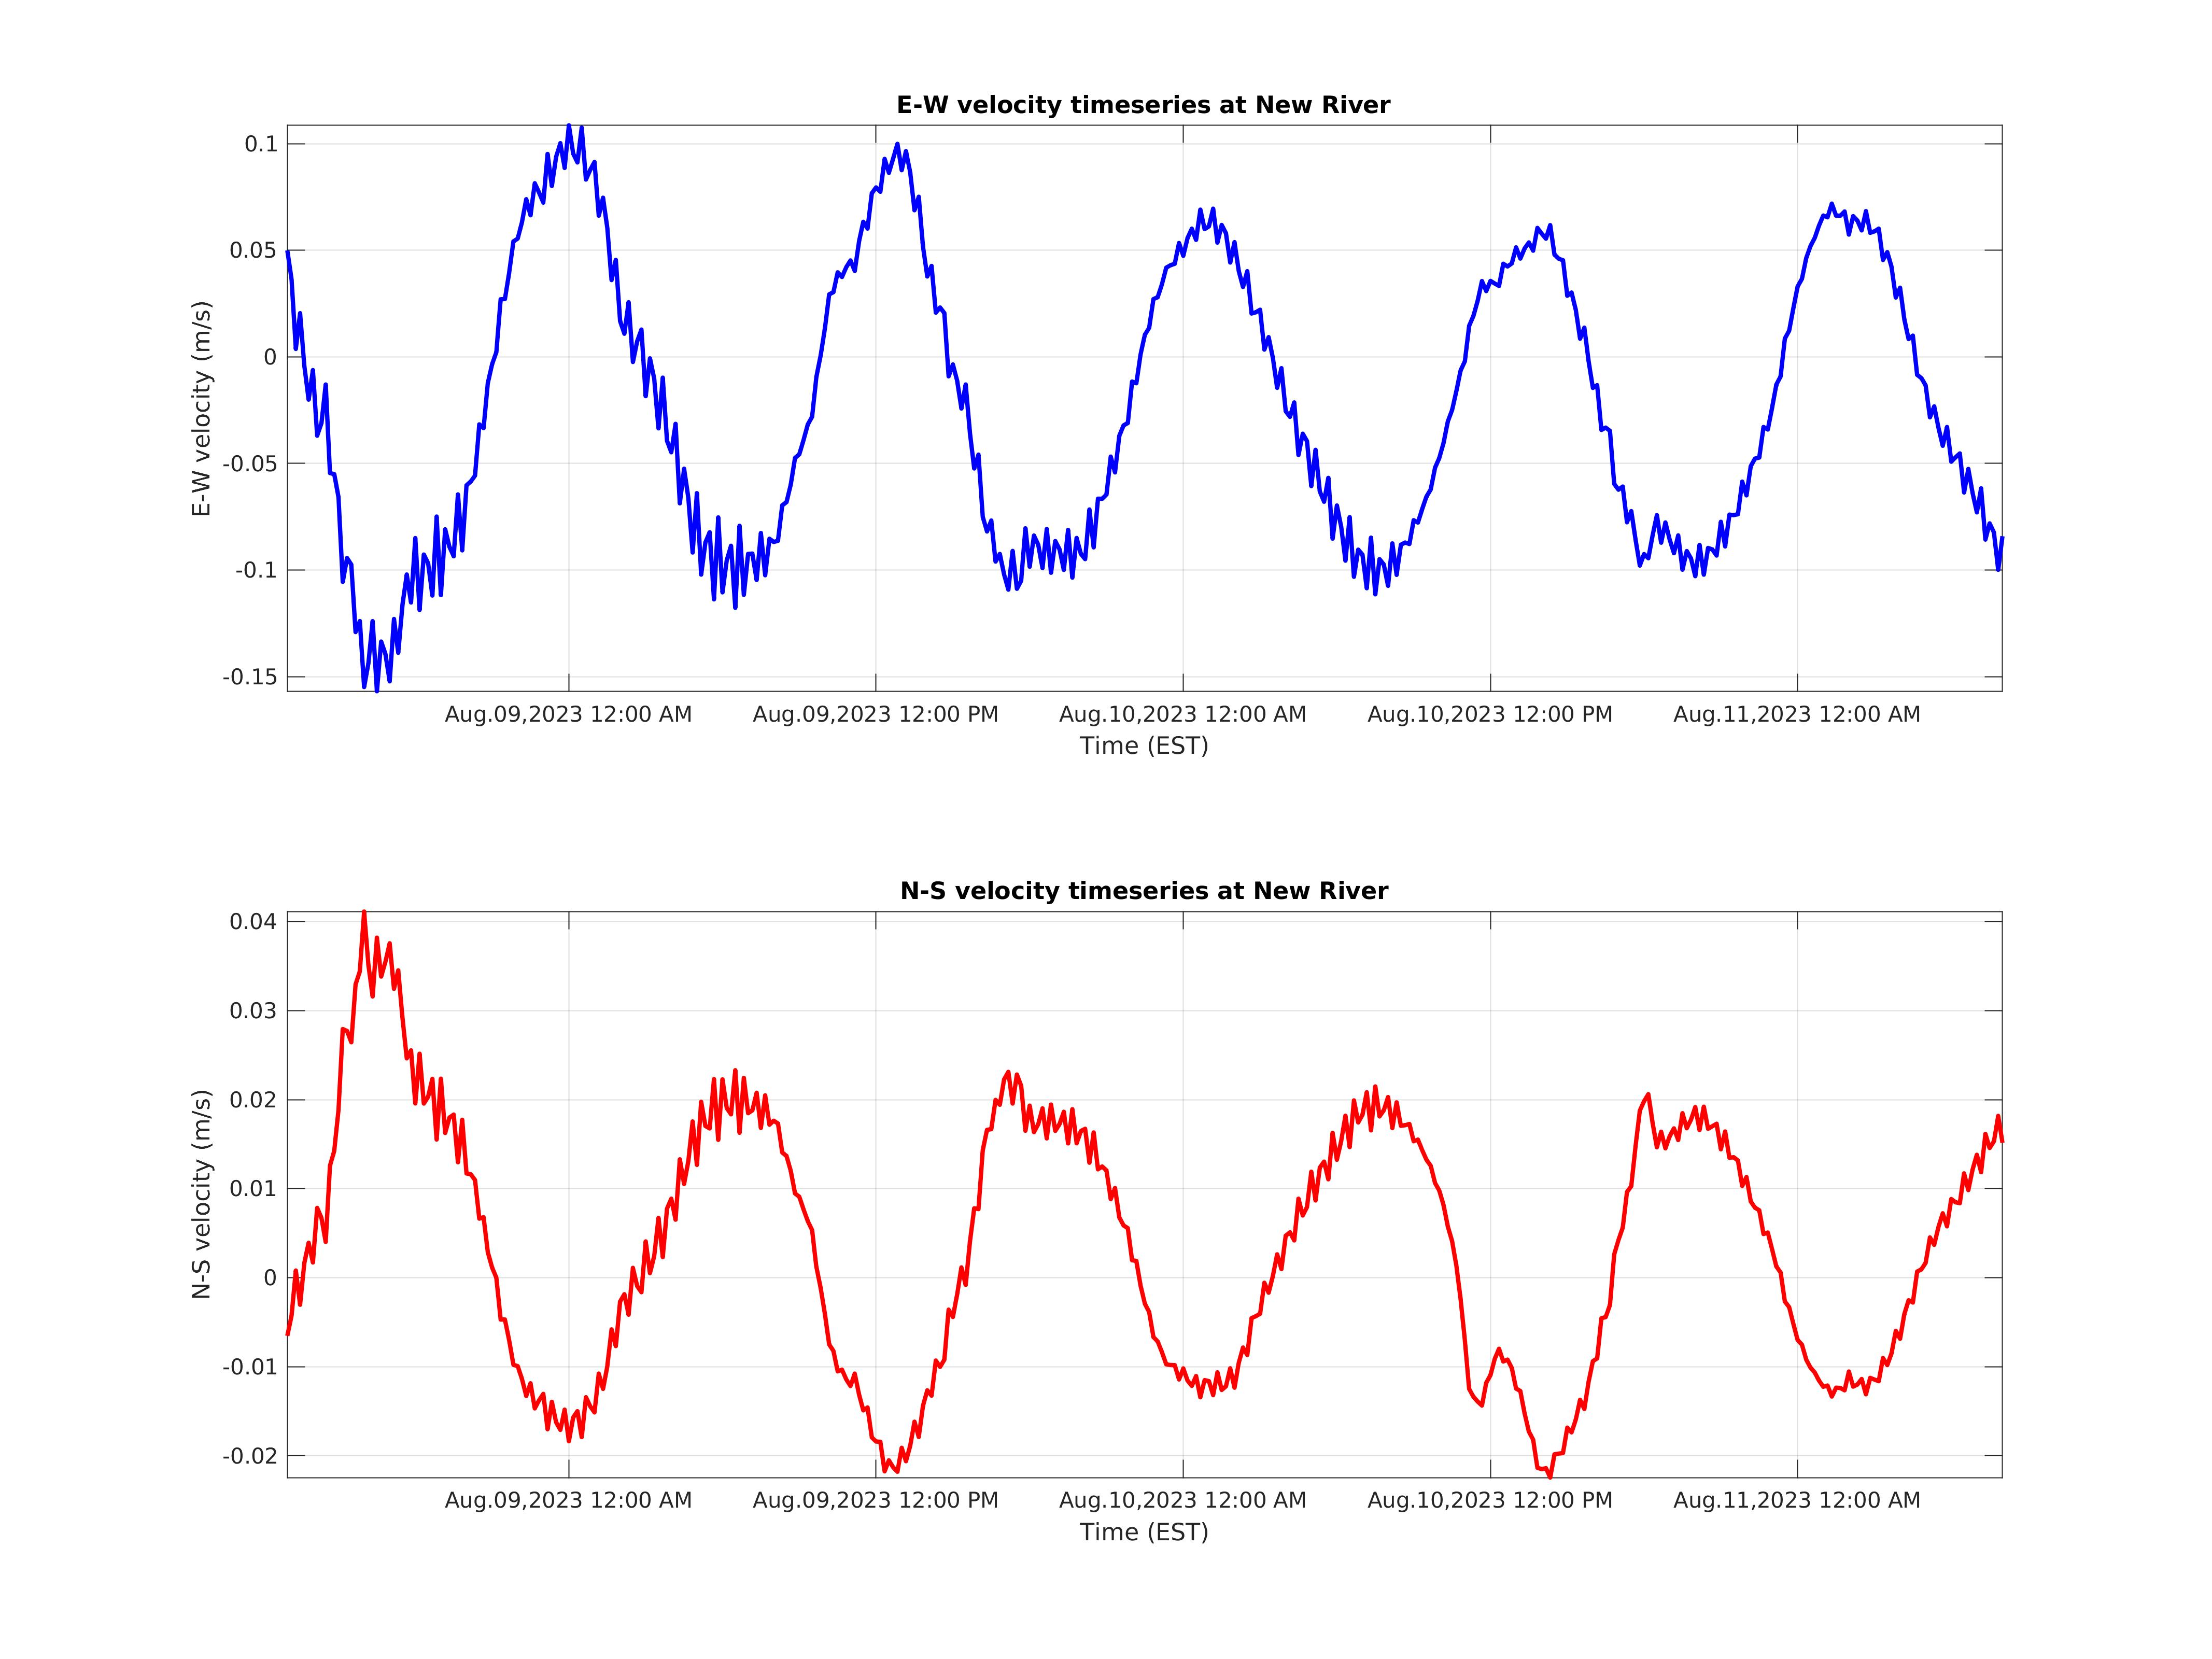 E-W velocity timeseries at New River
0.1
0.05
0
-0.05
-0.1
-0.15
E-W velocity (m/s)
Aug.09,2023 12:00 AM Aug.09,2023 12:00 PM Aug.10,2023 12:00 AM Aug.10,2023 12:00 PM Aug.11,2023 12:00 AM
Time (EST)
N-S velocity timeseries at New River
0.04
0.03
0.02
0.01
0
-0.01
-0.02
N-S velocity (m/s)
Aug.09,2023 12:00 AM Aug.09,2023 12:00 PM Aug.10,2023 12:00 AM Aug.10,2023 12:00 PM Aug.11,2023 12:00 AM
Time (EST)